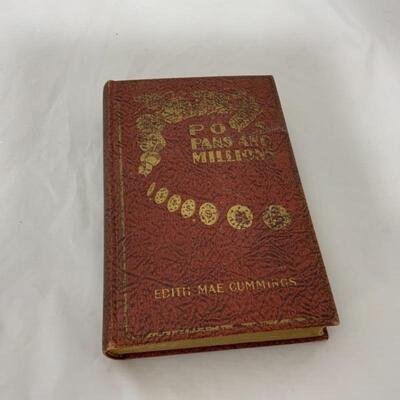 POTS
PANS AND
MILLIONS
EDITH MAE CUMMINGS